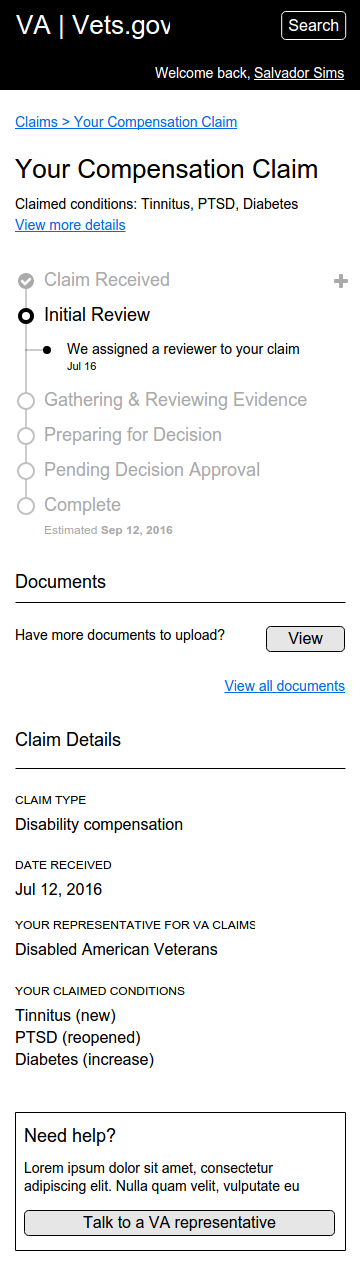 VA | Vets.gov
Search
Welcome back, Salvador Sims
Claims > Your Compensation Claim
Your Compensation Claim
Claimed conditions: Tinnitus, PTSD, Diabetes
View more details
Claim Received
Initial Review
We assigned a reviewer to your claim
Jul 16
Gathering & Reviewing Evidence
Preparing for Decision
Pending Decision Approval
Complete
Estimated Sep 12, 2016
Documents
Have more documents to upload?
View
View all documents
Claim Details
CLAIM TYPE
Disability compensation
DATE RECEIVED
Jul 12, 2016
YOUR REPRESENTATIVE FOR VA CLAIMS
Disabled American Veterans
YOUR CLAIMED CONDITIONS
Tinnitus (new)
PTSD (reopened)
Diabetes (increase)
Need help?
Lorem ipsum dolor sit amet, consectetur
adipiscing elit. Nulla quam velit, vulputate eu
Talk to a VA representative